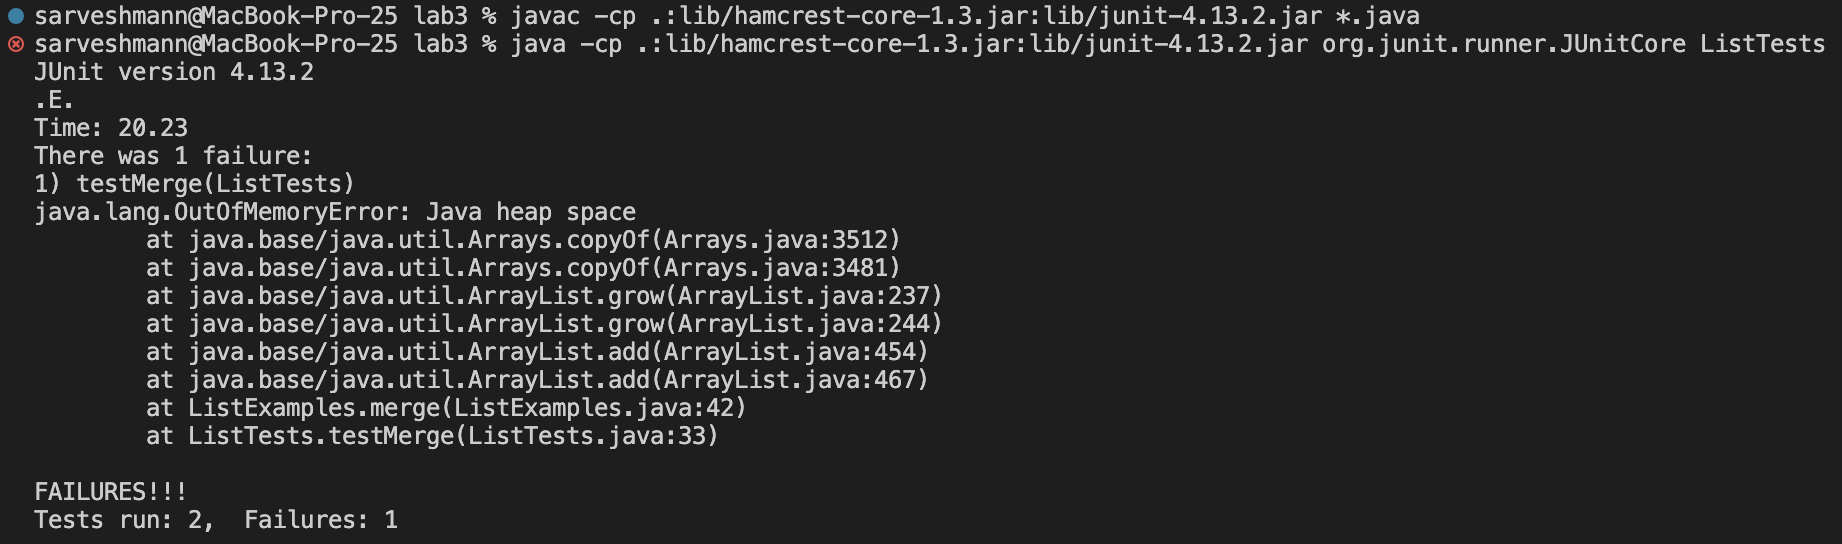 sarveshmann@MacBook-Pro-25 lab3 % javac -cp .:lib/hamcrest-core-1.3.jar:lib/junit-4.13.2.jar *.java
sarveshmann@MacBook-Pro-25 lab3 % java -cp .:lib/hamcrest-core-1.3.jar:lib/junit-4.13.2.jar org.junit.runner.JUnitCore ListTests
JUnit version 4.13.2
.E.
Time: 20.23
There was 1 failure:
1) testMerge(ListTests)
java.lang.OutOfMemoryError: Java heap space
        at java.base/java.util.Arrays.copyOf(Arrays.java:3512)
        at java.base/java.util.Arrays.copyOf(Arrays.java:3481)
        at java.base/java.util.ArrayList.grow(ArrayList.java:237)
        at java.base/java.util.ArrayList.grow(ArrayList.java:244)
        at java.base/java.util.ArrayList.add(ArrayList.java:454)
        at java.base/java.util.ArrayList.add(ArrayList.java:467)
        at ListExamples.merge(ListExamples.java:42)
        at ListTests.testMerge(ListTests.java:33)

FAILURES!!!
Tests run: 2,  Failures: 1